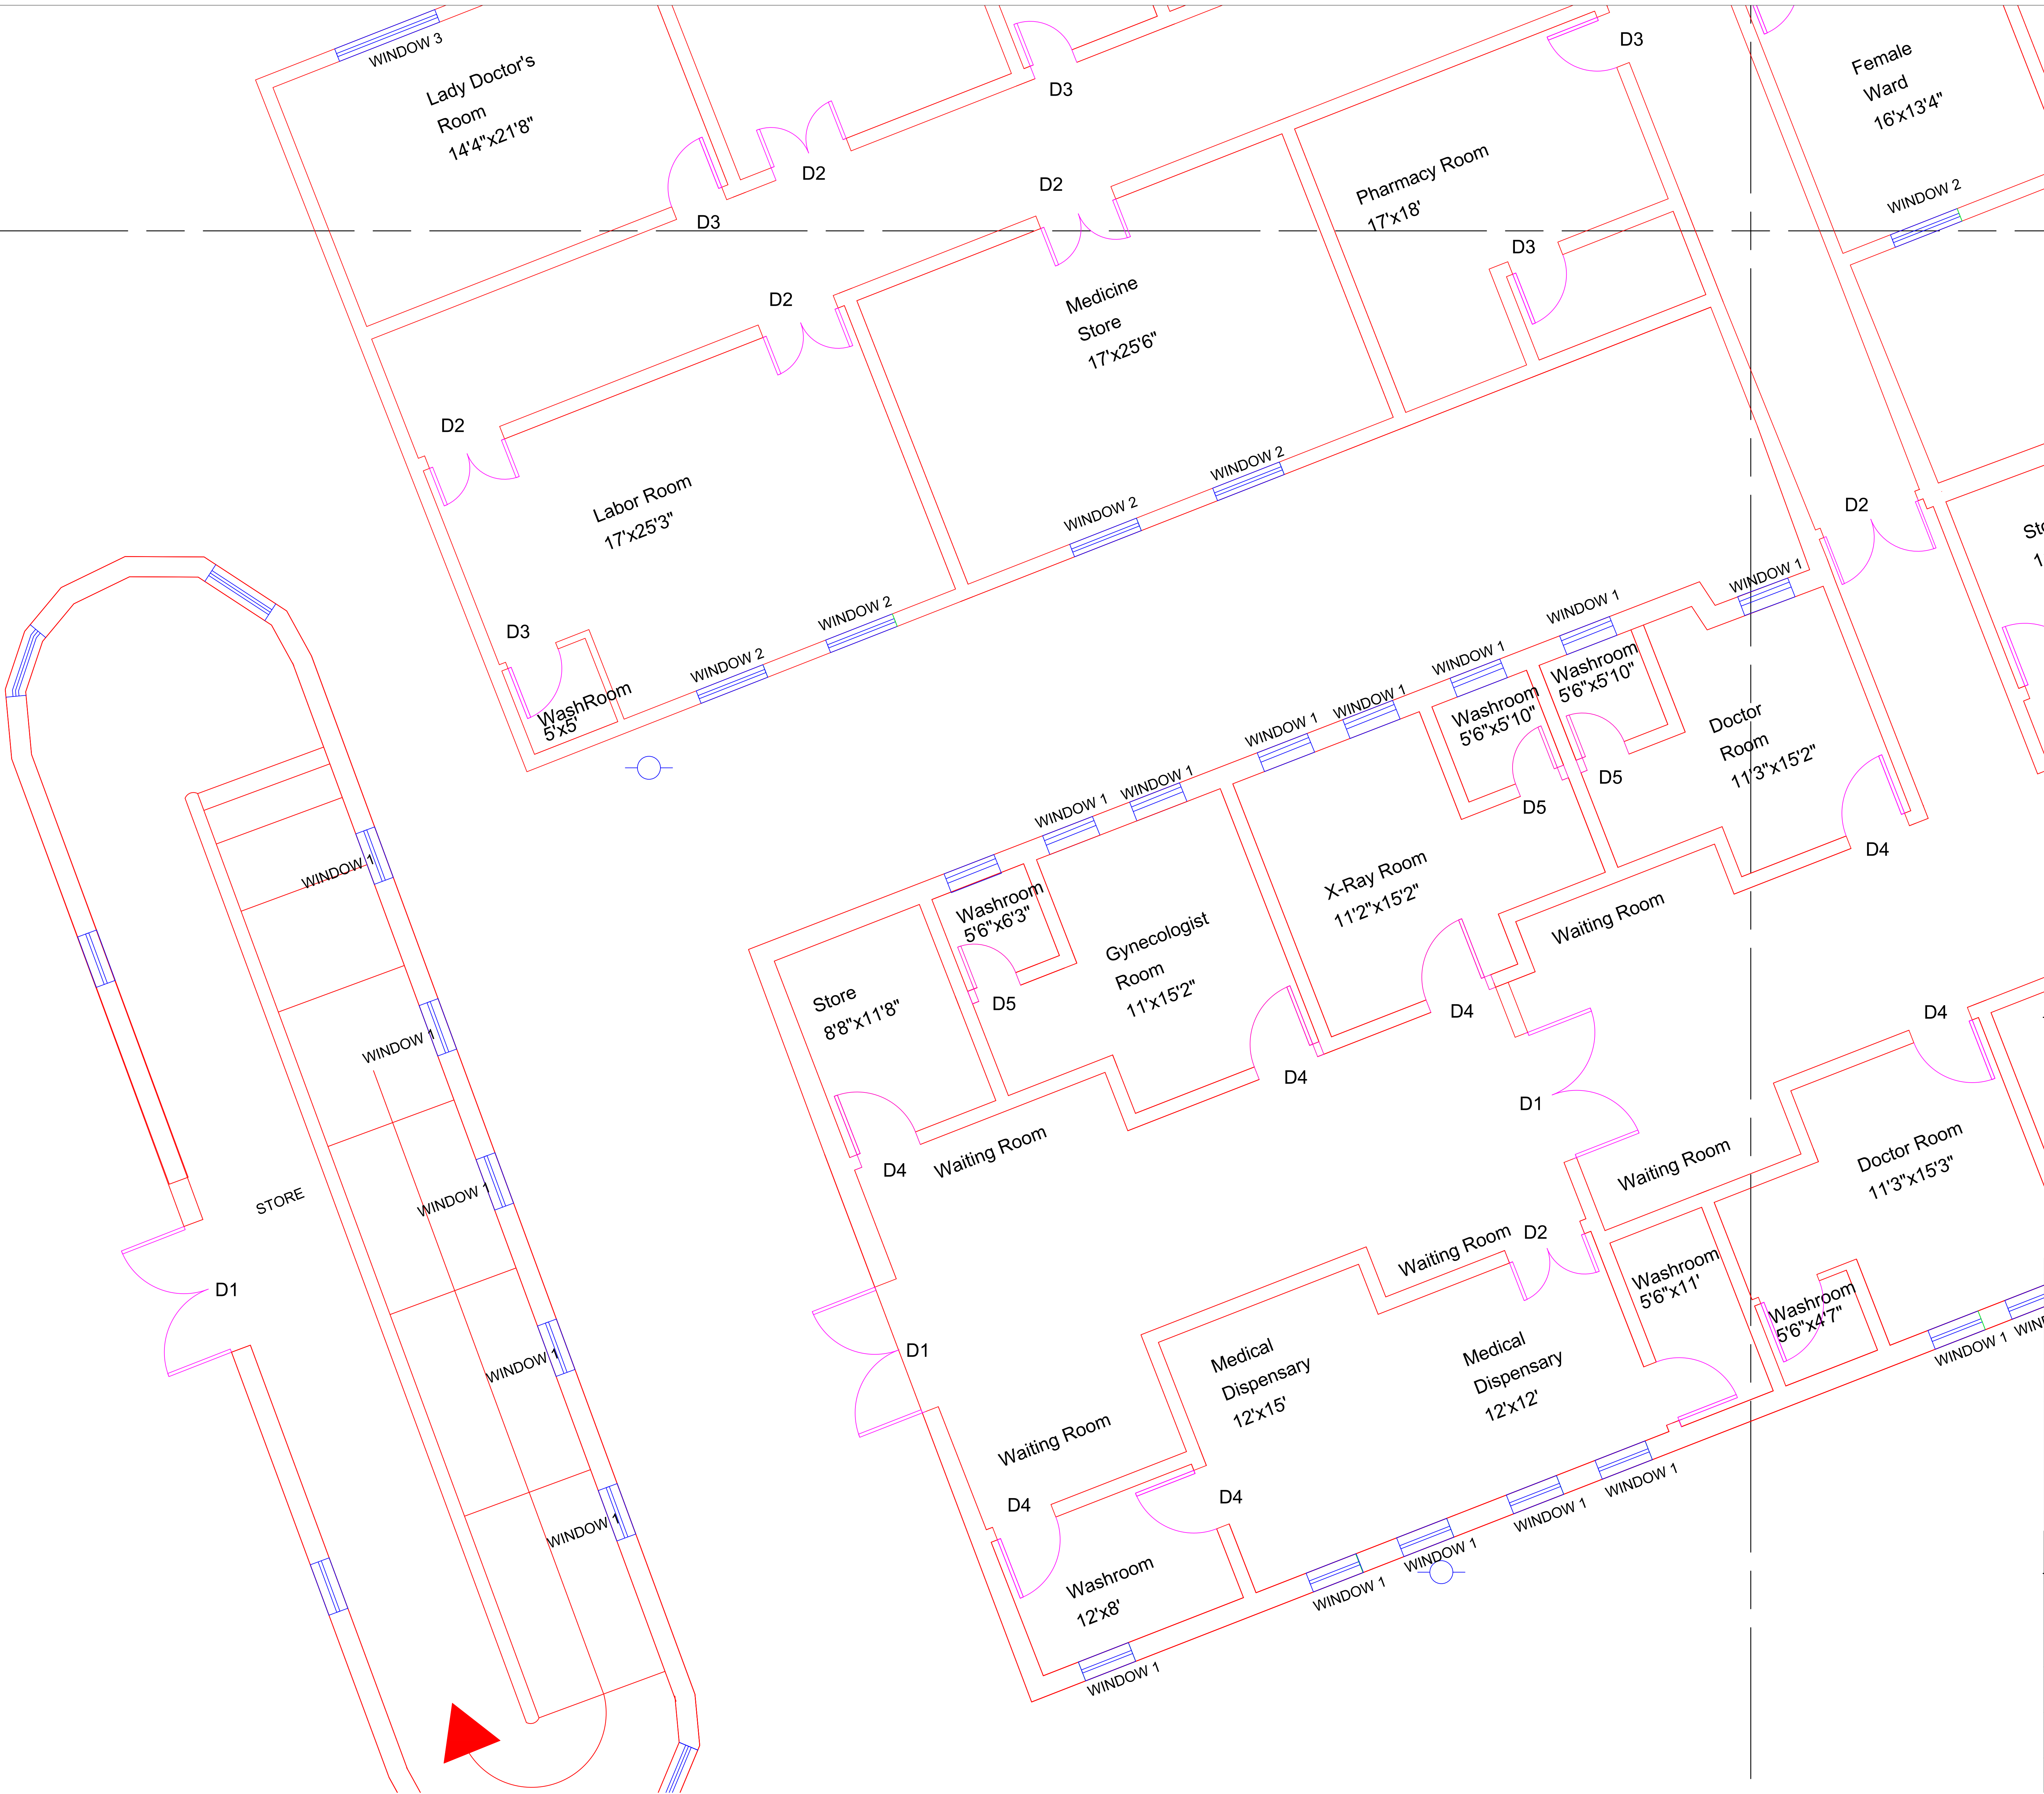 WINDOW 3
Lady Doctor's
Room
14'4"x21'8"
D3
D2
D3
D2
Pharmacy Room
17'x18'
D3
D3
Female
Ward
16'x13'4"
WINDOW 2
D2
Medicine
Store
17'x25'6"
D2
Labor Room
17'x25'3"
WINDOW 2
WINDOW 2
D2
D3
WashRoom
5'x5'
WINDOW 2
WINDOW 2
WINDOW 1
WINDOW 1
WINDOW 1
WINDOW 1
WINDOW 1
WINDOW 1
WINDOW 1
Washroom
5'6"x5'10"
Washroom
5'6"x5'10"
D5
D5
Doctor
Room
11'3"x15'2"
D4
Washroom
5'6"x6'3"
D5
Store
8'8"x11'8"
Gynecologist
Room
11'x15'2"
X-Ray Room
11'2"x15'2"
Waiting Room
D4
D4
D4
Waiting Room
D1
D4
Doctor Room
11'3"x15'3"
Waiting Room
WINDOW 1
WINDOW 1
WINDOW 1
WINDOW 1
WINDOW 1
STORE
D1
D1
Waiting Room
D2
Washroom
5'6"x11'
Washroom
5'6"x4'7"
WINDOW 1
Medical
Dispensary
12'x15'
Medical
Dispensary
12'x12'
Waiting Room
D4
D4
Washroom
12'x8'
WINDOW 1
WINDOW 1
WINDOW 1
WINDOW 1
WINDOW 1